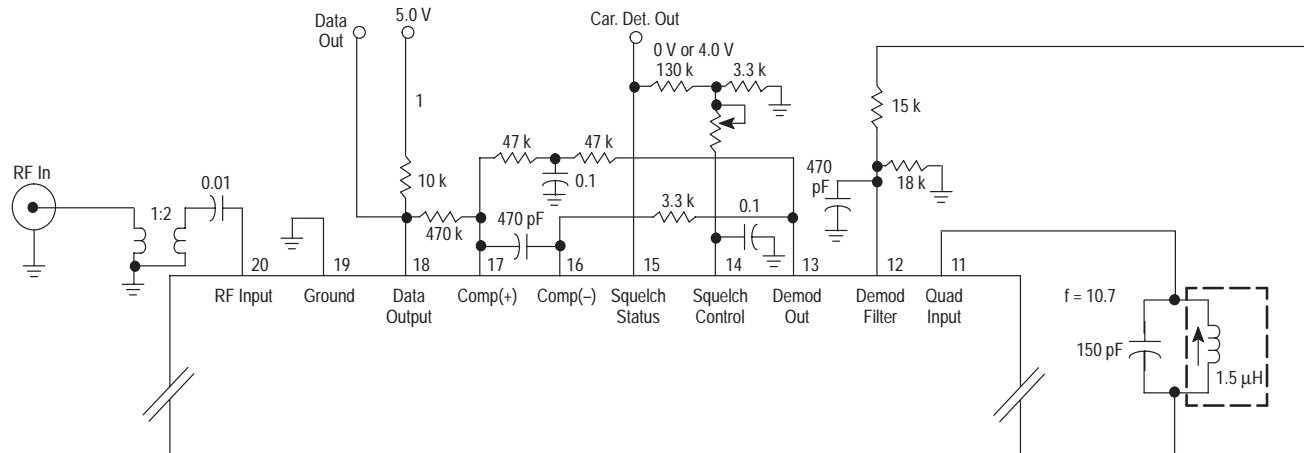 Data
Out
5.0 V
Car. Det. Out
0 V or 4.0 V
130 k
3.3 k
1
15 k
47 k
47 k
RF In
0.01
1:2
10 k
0.1
470
pF
18 k
470 k
470 pF
3.3 k
0.1
20
19
18
17
16
15
14
13
12
11
RF Input
Ground
Data
Output
Comp(+)
Comp(–)
Squelch
Status
Squelch
Control
Demod
Out
Demod
Filter
Quad
Input
f = 10.7
150 pF
1.5 µH